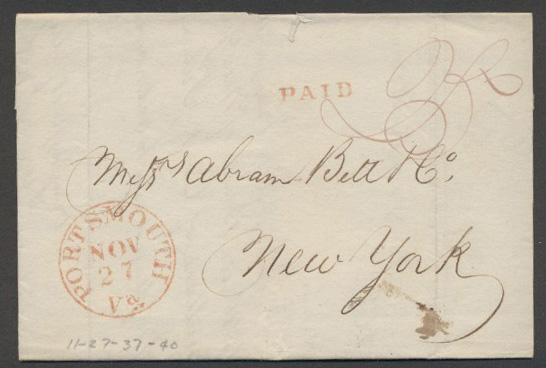 PAID
Messrs Abram Bell & Co.
New York
PORTSMOUTH
NOV
27
Va
11-27-37-40